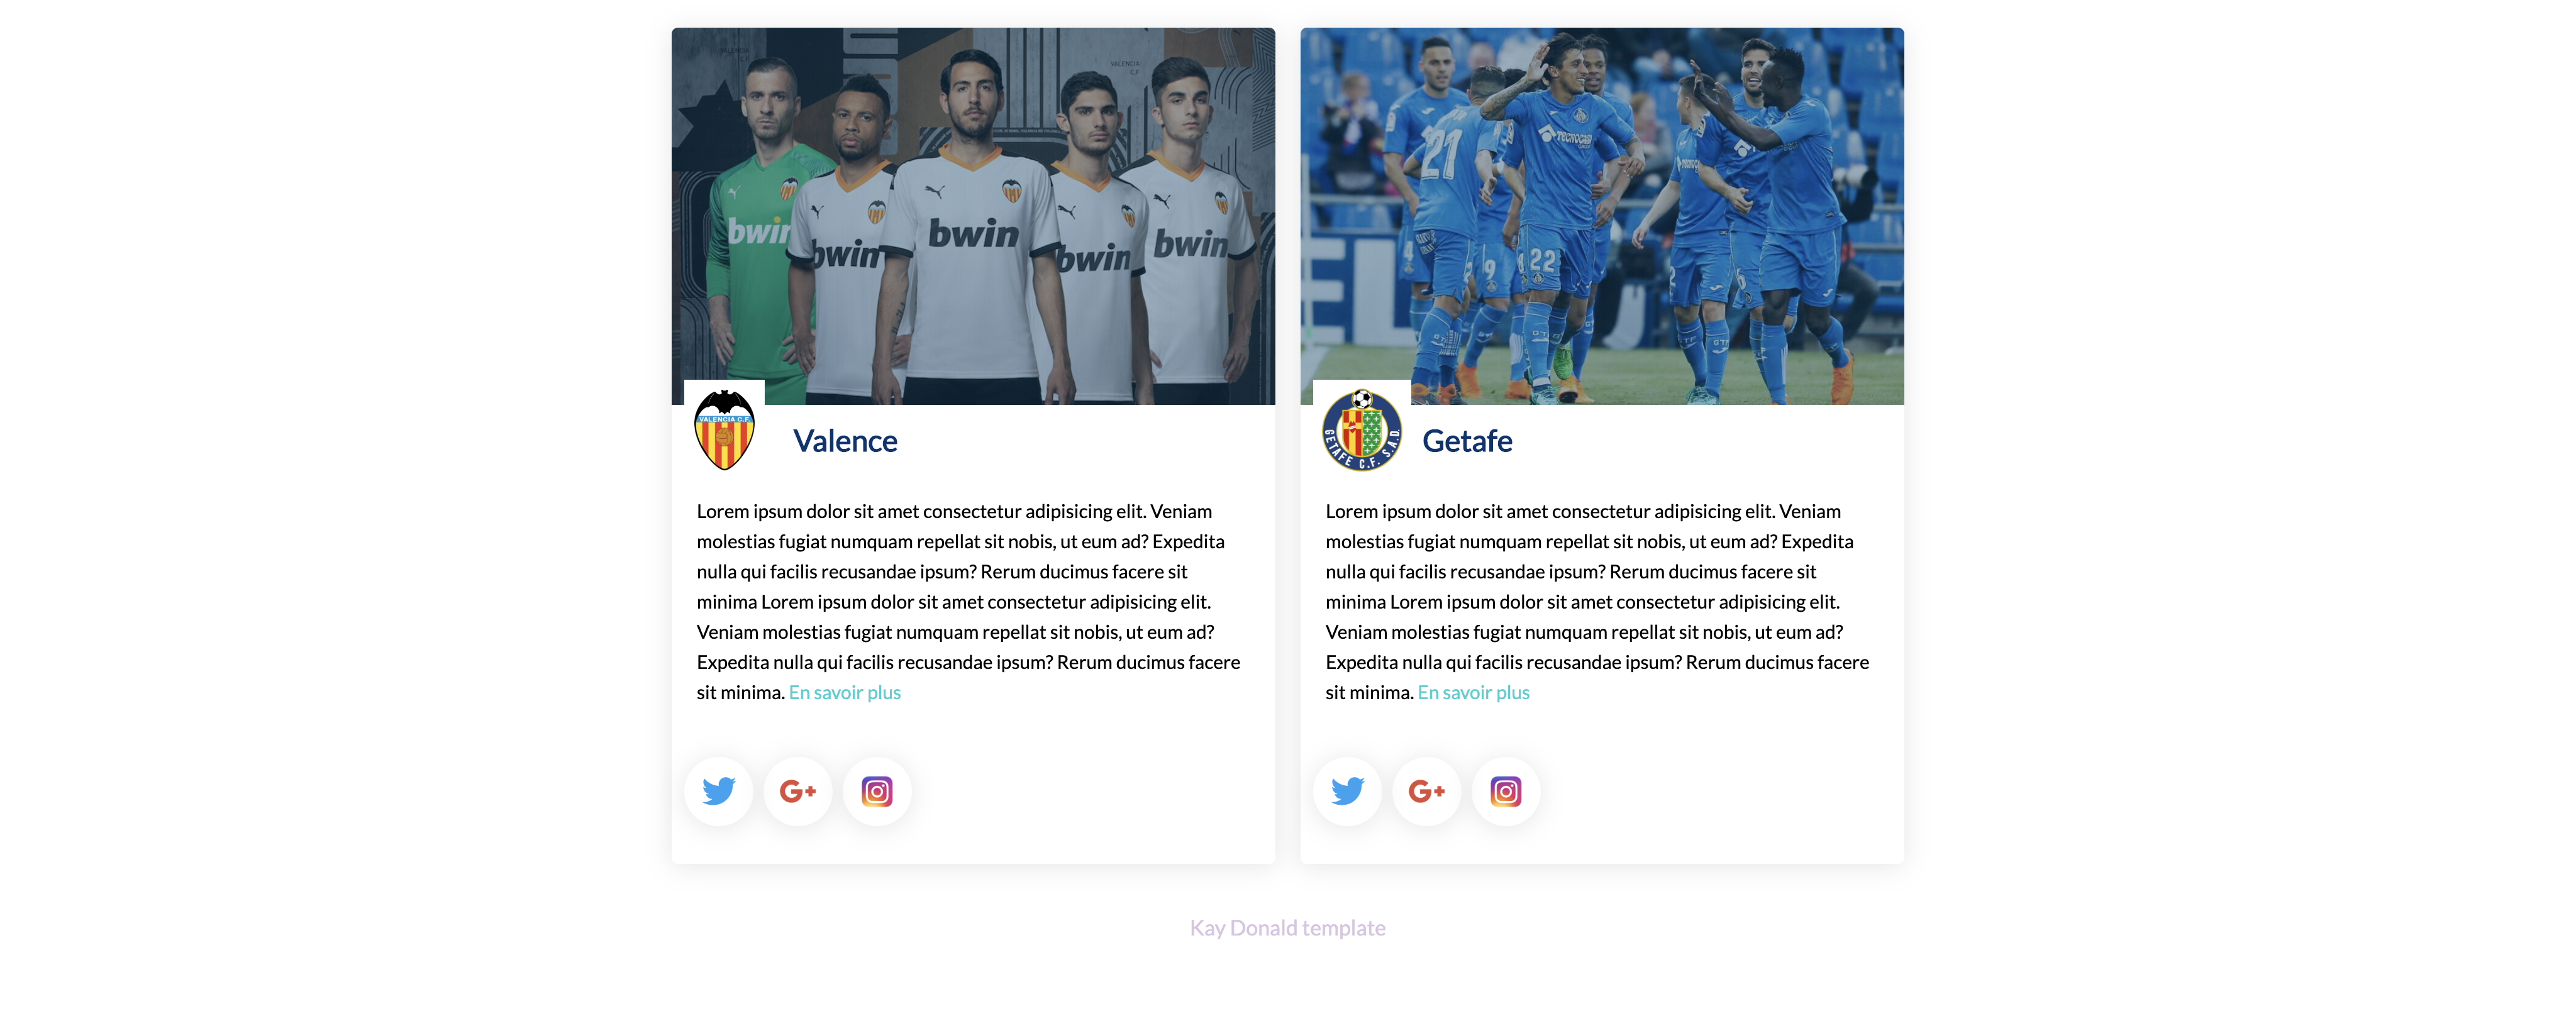 VALENCIA
C.F
bwin
bwin
bwin
bwin
bwin
VALENCIA C.F.
Valence
Lorem ipsum dolor sit amet consectetur adipisicing elit. Veniam
molestias fugiat numquam repellat sit nobis, ut eum ad? Expedita
nulla qui facilis recusandae ipsum? Rerum ducimus facere sit
minima Lorem ipsum dolor sit amet consectetur adipisicing elit.
Veniam molestias fugiat numquam repellat sit nobis, ut eum ad?
Expedita nulla qui facilis recusandae ipsum? Rerum ducimus facere
sit minima. En savoir plus
G+
21
TECNOCASA
22
9
4
GETAFE C.F. S.A.D.
Getafe
Lorem ipsum dolor sit amet consectetur adipisicing elit. Veniam
molestias fugiat numquam repellat sit nobis, ut eum ad? Expedita
nulla qui facilis recusandae ipsum? Rerum ducimus facere sit
minima Lorem ipsum dolor sit amet consectetur adipisicing elit.
Veniam molestias fugiat numquam repellat sit nobis, ut eum ad?
Expedita nulla qui facilis recusandae ipsum? Rerum ducimus facere
sit minima. En savoir plus
G+
Kay Donald template